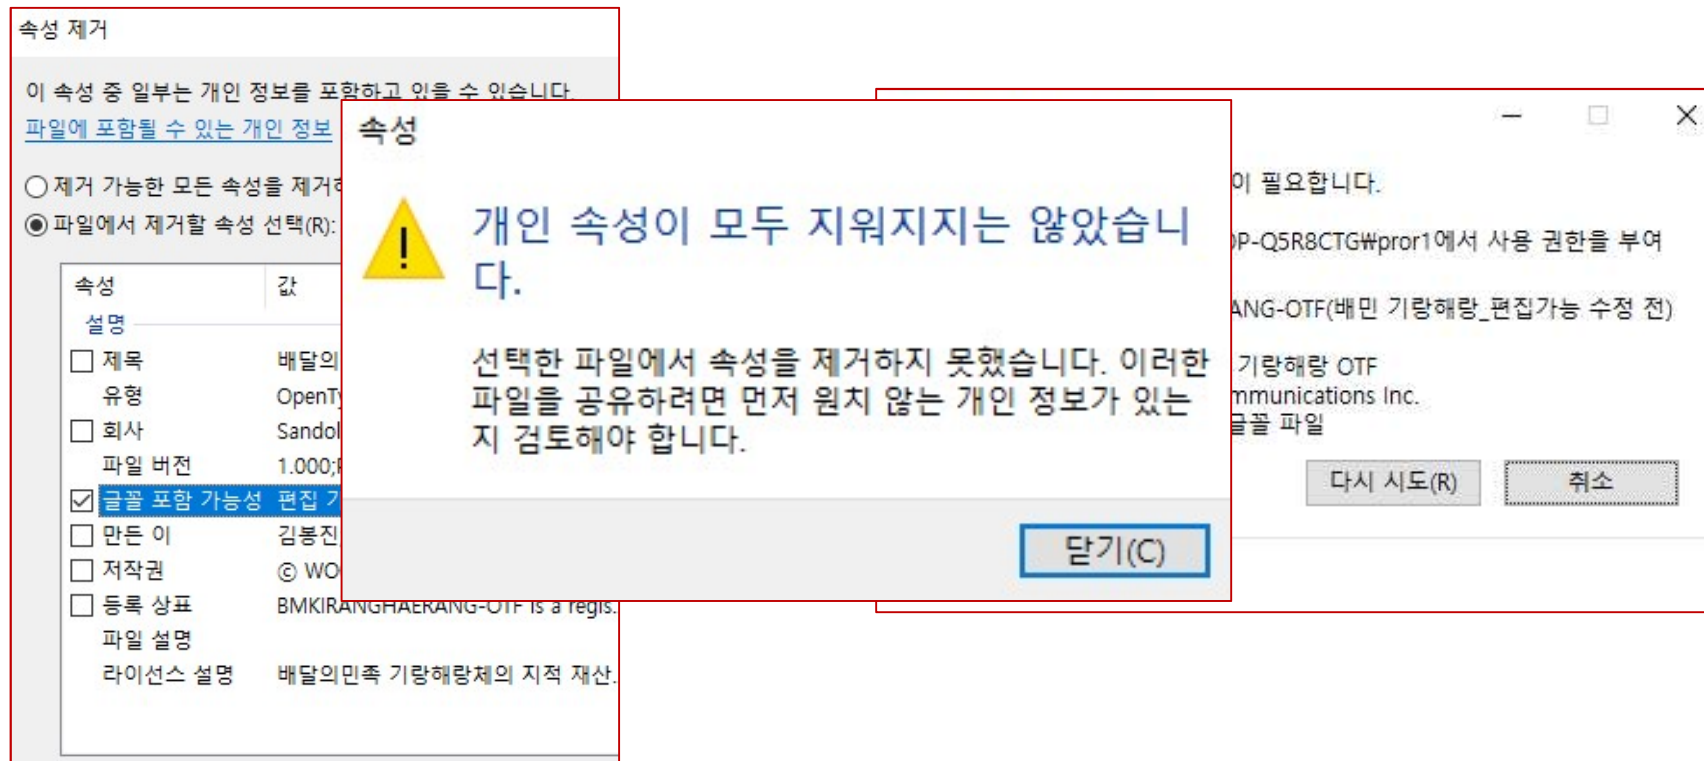 속성 제거
이 속성 중 일부는 개인 정보를 포함하고 있을 수 있습니다.
파일에 포함될 수 있는 개인 정보
제거 가능한 모든 속성을 제거
파일에서 제거할 속성 선택(R):
속성 값
설명
제목 배달의
유형
회사 Sandol
파일 버전 1.000;
글꼴 포함 가능성 편집
만든 이 김봉진
저작권 © WO
등록 상표 BMKIRANGHAERANG-OTF is a regis..
파일 설명
라이선스 설명 배달의민족 기랑해랑체의 지적 재산..
속성
개인 속성이 모두 지워지지는 않았습니
다.
선택한 파일에서 속성을 제거하지 못했습니다. 이러한
파일을 공유하려면 먼저 원치 않는 개인 정보가 있는
지 검토해야 합니다.
닫기(C)
이 필요합니다.
OP-Q5R8CTG₩pror1에서 사용 권한을 부여
ANG-OTF(배민 기랑해랑_편집가능 수정 전)
기랑해랑 OTF
mmunications Inc.
글꼴 파일
다시 시도(R) 취소